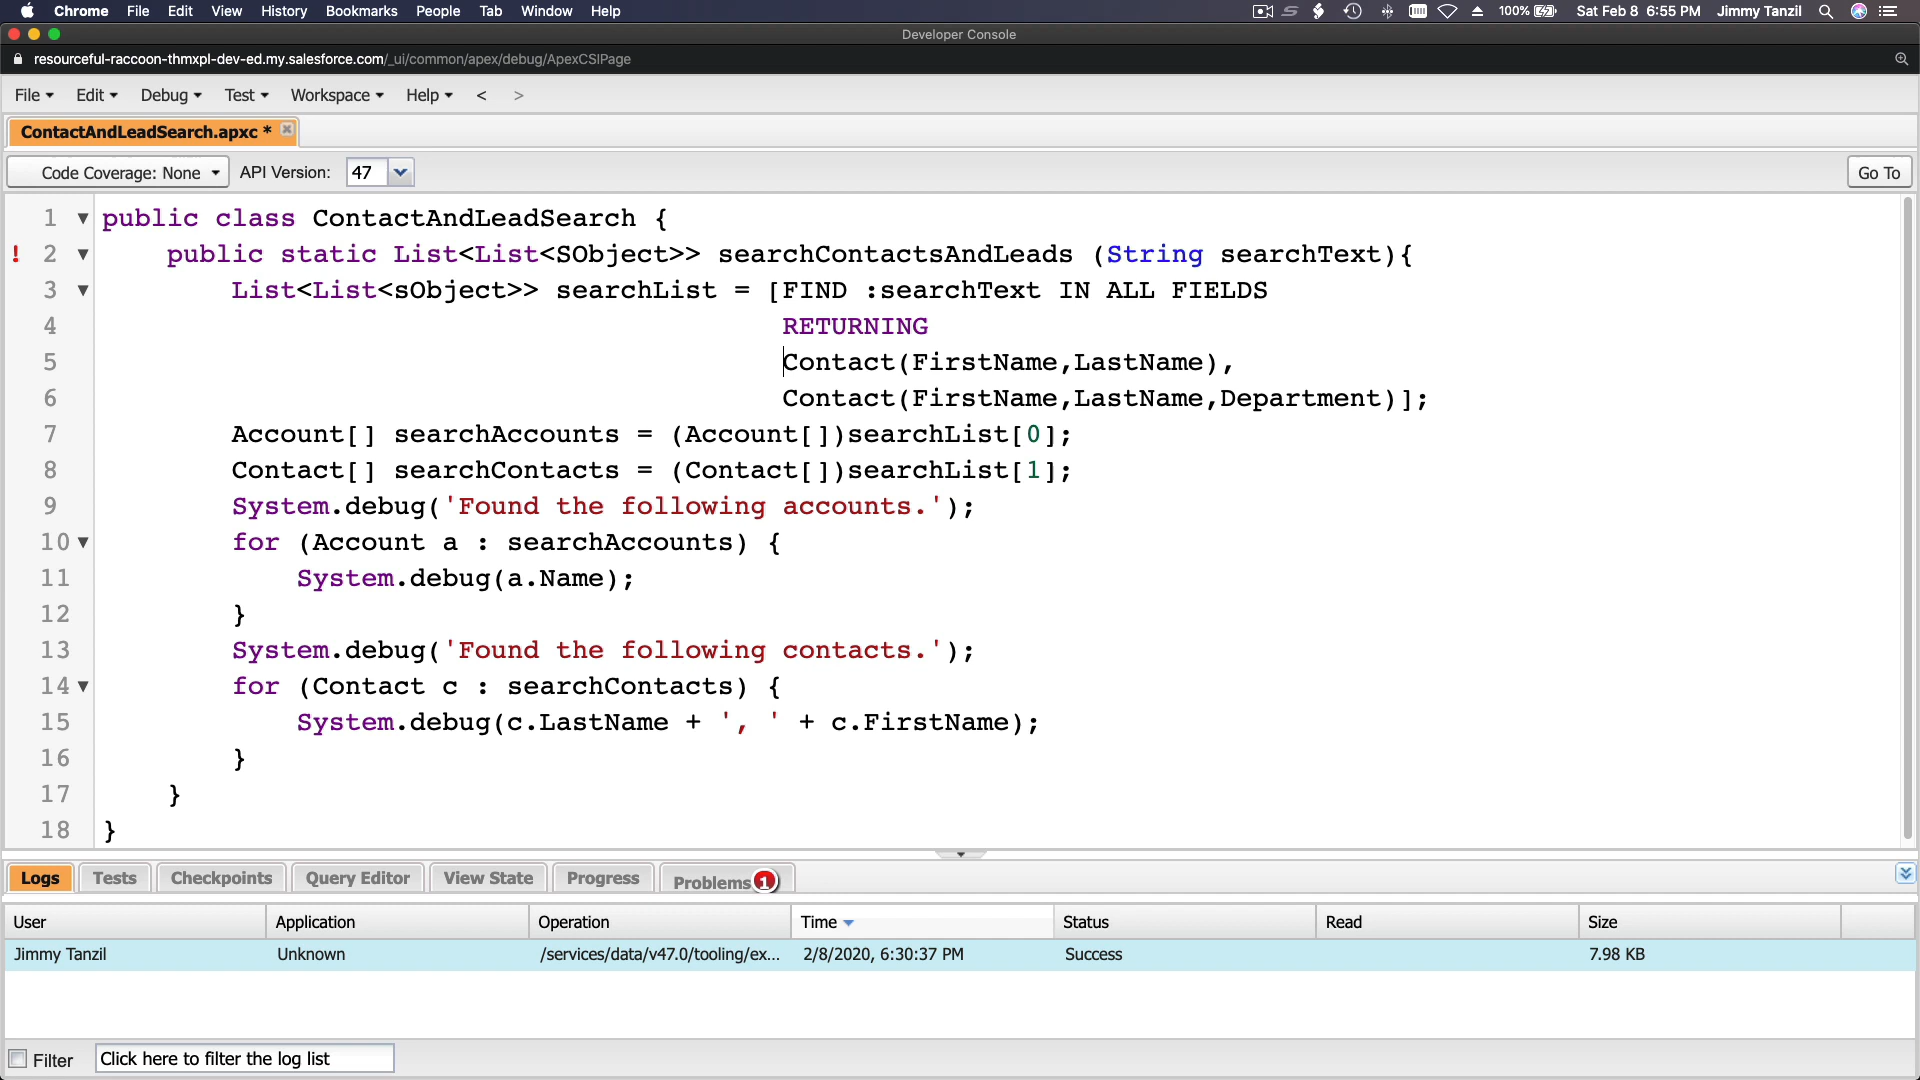 Chrome File Edit View History Bookmarks People Tab Window Help 100% Sat Feb 8 6:55 PM Jimmy Tanzil
Developer Console
resourceful-raccoon-thmxpl-dev-ed.my.salesforce.com/_ui/common/apex/debug/ApexCSIPage
File Edit Debug Test Workspace Help < >
ContactAndLeadSearch.apxc *
Code Coverage: None API Version: 47 Go To
1 public class ContactAndLeadSearch {
! 2 public static List<List<SObject>> searchContactsAndLeads (String searchText){
3 List<List<sObject>> searchList = [FIND :searchText IN ALL FIELDS
4 RETURNING
5 Contact(FirstName,LastName),
6 Contact(FirstName,LastName,Department)];
7 Account[] searchAccounts = (Account[])searchList[0];
8 Contact[] searchContacts = (Contact[])searchList[1];
9 System.debug('Found the following accounts.');
10 for (Account a : searchAccounts) {
11 System.debug(a.Name);
12 }
13 System.debug('Found the following contacts.');
14 for (Contact c : searchContacts) {
15 System.debug(c.LastName + ', ' + c.FirstName);
16 }
17 }
18 }
Logs Tests Checkpoints Query Editor View State Progress Problems 1
User Application Operation Time Status Read Size
Jimmy Tanzil Unknown /services/data/v47.0/tooling/ex... 2/8/2020, 6:30:37 PM Success 7.98 KB
Filter Click here to filter the log list